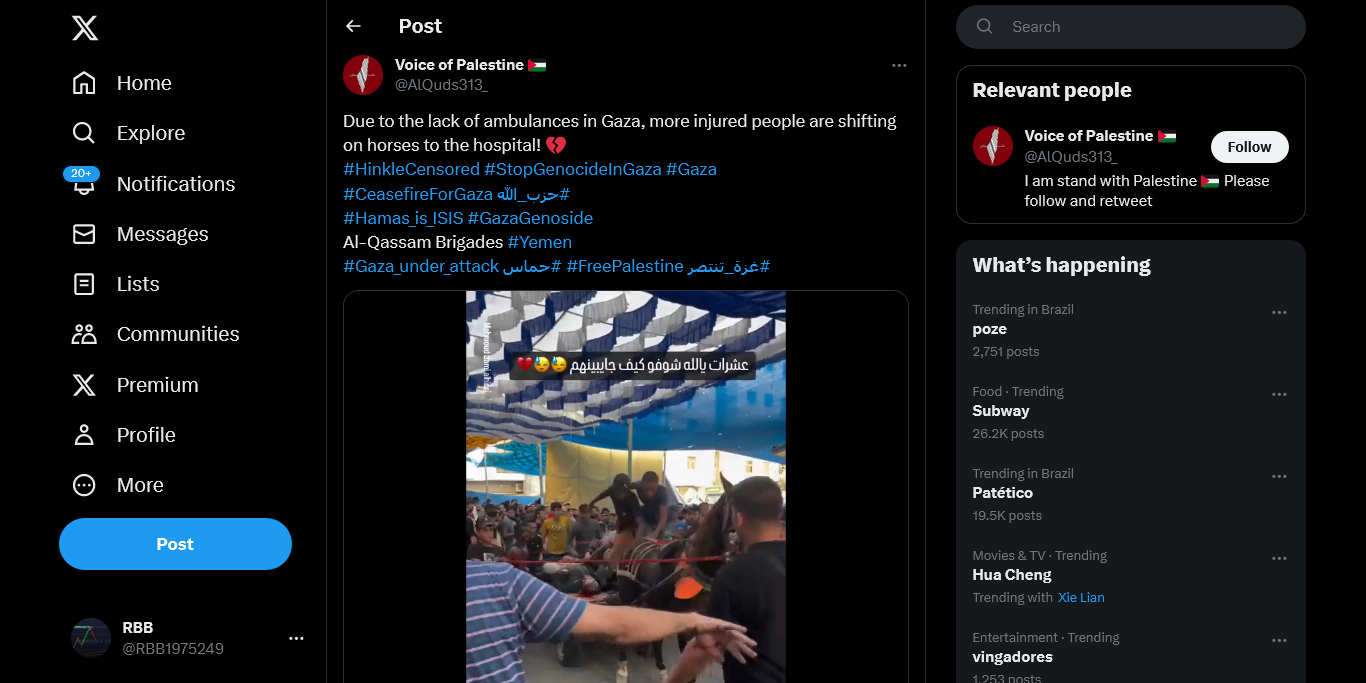 Home
Explore
20+
Notifications
Messages
Lists
Communities
Premium
Profile
More
Post
RBB
@RBB1975249
Post
Voice of Palestine 🇵🇸
@AlQuds313_
Due to the lack of ambulances in Gaza, more injured people are shifting
on horses to the hospital! 💔
#HinkleCensored #StopGenocideInGaza #Gaza
#CeasefireForGaza #حزب_الله
#Hamas_is_ISIS #GazaGenoside
Al-Qassam Brigades #Yemen
#Gaza_under_attack #حماس #FreePalestine #غزة_تنتصر
عشرات يالله شوفو كيف جايبينهم 😓😓💔
Search
Relevant people
Voice of Palestine 🇵🇸
@AlQuds313_
Follow
I am stand with Palestine 🇵🇸 Please
follow and retweet
What’s happening
Trending in Brazil
poze
2,751 posts
Food · Trending
Subway
26.2K posts
Trending in Brazil
Patético
19.5K posts
Movies & TV · Trending
Hua Cheng
Trending with Xie Lian
Entertainment · Trending
vingadores
1,253 posts